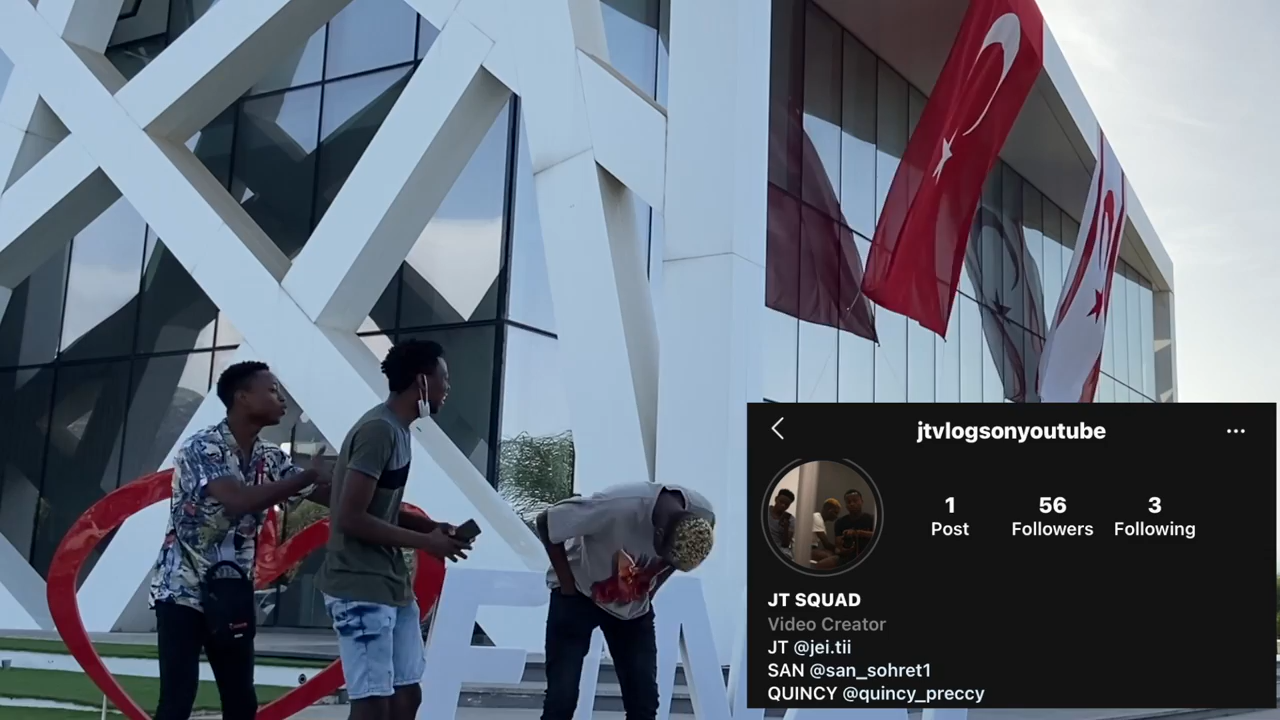 jtvlogsonyoutube
1 56 3
Post Followers Following
JT SQUAD
Video Creator
JT @jei.tii
SAN @san_sohret1
QUINCY @quincy_preccy